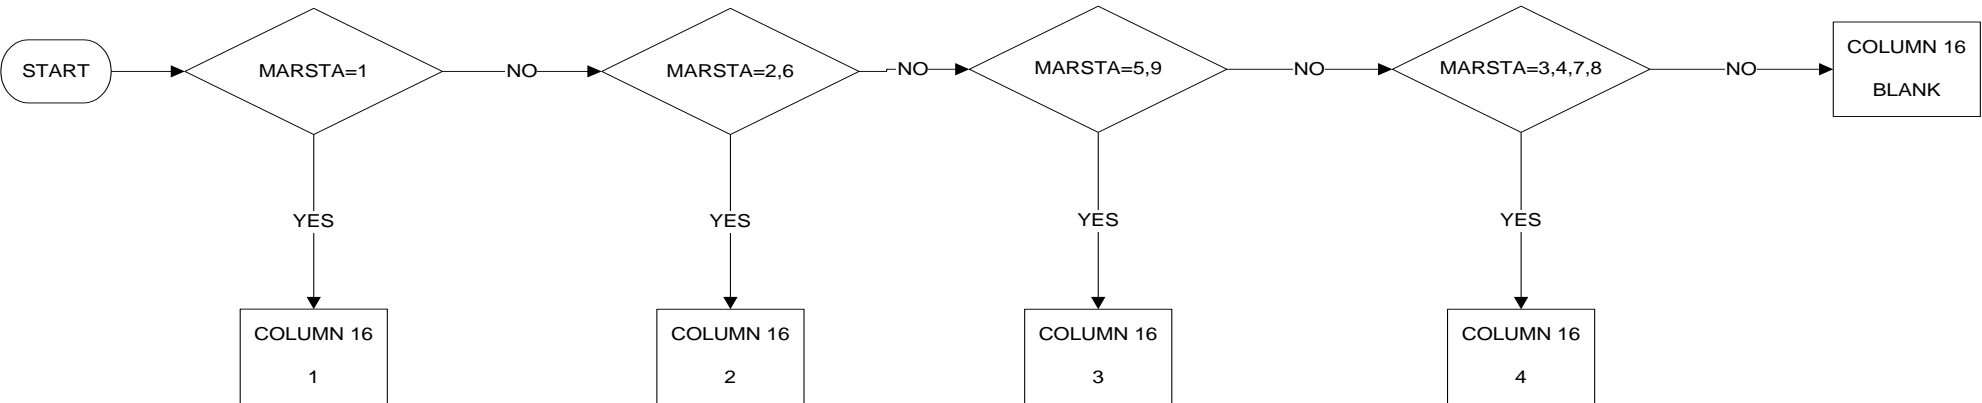 START
MARSTA=1
NO
MARSTA=2,6
NO
MARSTA=5,9
NO
MARSTA=3,4,7,8
NO
COLUMN 16
BLANK
YES
YES
YES
YES
COLUMN 16
1
COLUMN 16
2
COLUMN 16
3
COLUMN 16
4